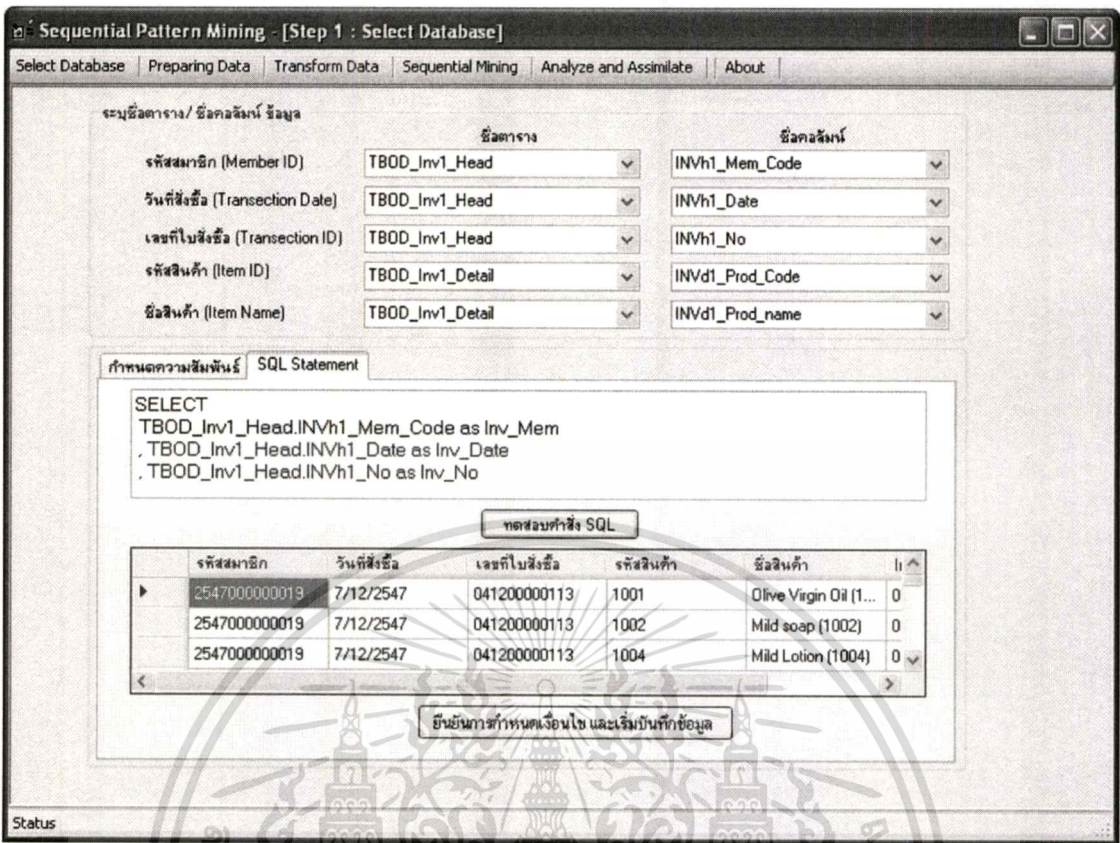 Sequential Pattern Mining - [Step 1 : Select Database]
Select Database Preparing Data Transform Data Sequential Mining Analyze and Assimilate About
ระบุชื่อตาราง/ ชื่อคอลัมน์ ข้อมูล
ชื่อตาราง ชื่อคอลัมน์
รหัสสมาชิก (Member ID) TBOD_Inv1_Head INVh1_Mem_Code
วันที่สั่งซื้อ (Transection Date) TBOD_Inv1_Head INVh1_Date
เลขที่ใบสั่งซื้อ (Transection ID) TBOD_Inv1_Head INVh1_No
รหัสสินค้า (Item ID) TBOD_Inv1_Detail INVd1_Prod_Code
ชื่อสินค้า (Item Name) TBOD_Inv1_Detail INVd1_Prod_name
กำหนดความสัมพันธ์ SQL Statement
SELECT
TBOD_Inv1_Head.INVh1_Mem_Code as Inv_Mem
, TBOD_Inv1_Head.INVh1_Date as Inv_Date
, TBOD_Inv1_Head.INVh1_No as Inv_No
ทดสอบคำสั่ง SQL
รหัสสมาชิก วันที่สั่งซื้อ เลขที่ใบสั่งซื้อ รหัสสินค้า ชื่อสินค้า
2547000000019 7/12/2547 041200000113 1001 Olive Virgin Oil (1... 0
2547000000019 7/12/2547 041200000113 1002 Mild soap (1002) 0
2547000000019 7/12/2547 041200000113 1004 Mild Lotion (1004) 0
ยืนยันการกำหนดเงื่อนไข และเริ่มบันทึกข้อมูล
Status